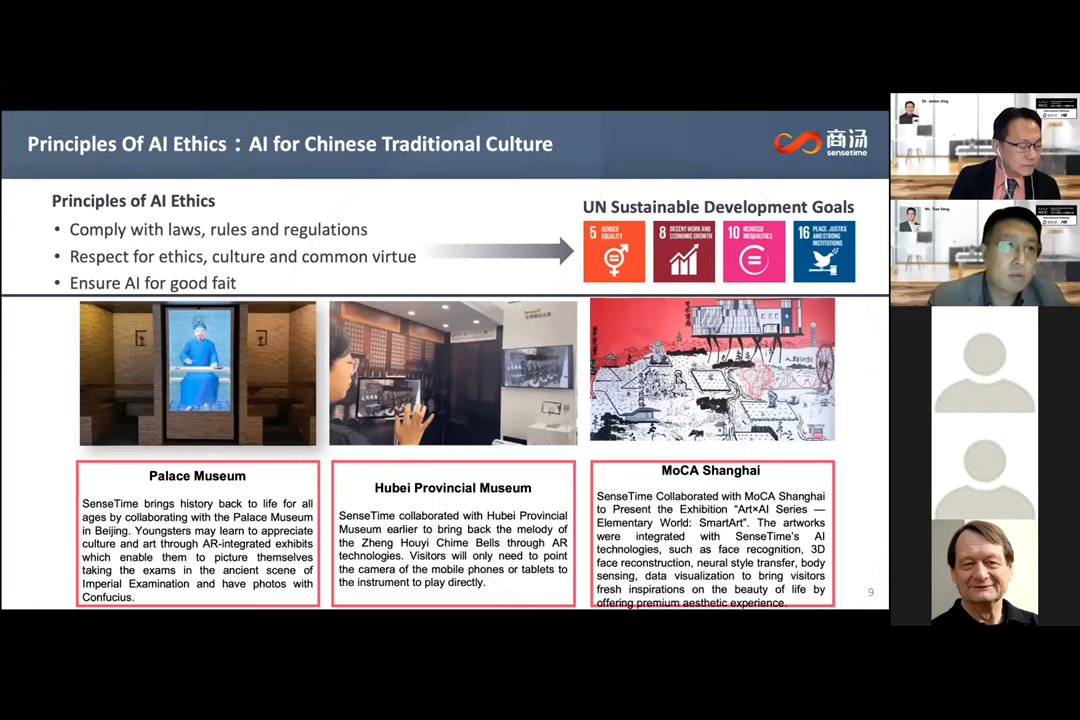 Principles Of AI Ethics：AI for Chinese Traditional Culture
商汤
sensetime
Principles of AI Ethics
• Comply with laws, rules and regulations
• Respect for ethics, culture and common virtue
• Ensure AI for good fait
UN Sustainable Development Goals
5 GENDER
EQUALITY
8 DECENT WORK AND
ECONOMIC GROWTH
10 REDUCED
INEQUALITIES
16 PEACE, JUSTICE
AND STRONG
INSTITUTIONS
Palace Museum
SenseTime brings history back to life for all
ages by collaborating with the Palace Museum
in Beijing. Youngsters may learn to appreciate
culture and art through AR-integrated exhibits
which enable them to picture themselves
taking the exams in the ancient scene of
Imperial Examination and have photos with
Confucius.
Hubei Provincial Museum
SenseTime collaborated with Hubei Provincial
Museum earlier to bring back the melody of
the Zheng Houyi Chime Bells through AR
technologies. Visitors will only need to point
the camera of the mobile phones or tablets to
the instrument to play directly.
MoCA Shanghai
SenseTime Collaborated with MoCA Shanghai
to Present the Exhibition “Art×AI Series —
Elementary World: SmartArt”. The artworks
were integrated with SenseTime’s AI
technologies, such as face recognition, 3D
face reconstruction, neural style transfer, body
sensing, data visualization to bring visitors
fresh inspirations on the beauty of life by
offering premium aesthetic experience.
9